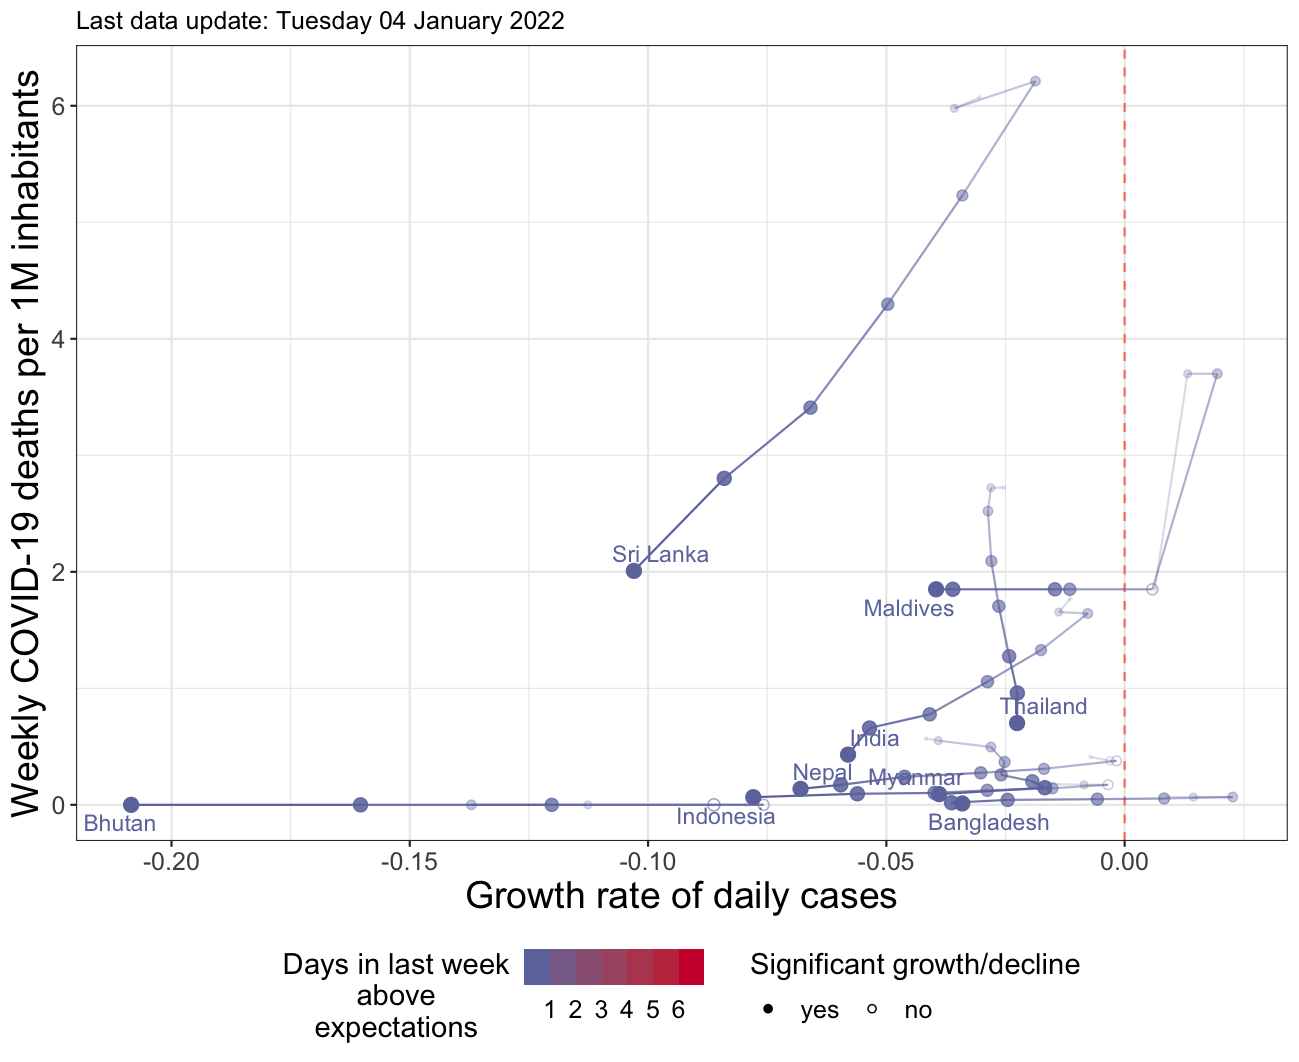 Last data update: Tuesday 04 January 2022
Weekly COVID-19 deaths per 1M inhabitants
6
4
2
0
Sri Lanka
Maldives
Thailand
India
Nepal
Myanmar
Indonesia
Bhutan
Bangladesh
-0.20
-0.15
-0.10
-0.05
0.00
Growth rate of daily cases
Days in last week
above
expectations
1 2 3 4 5 6
Significant growth/decline
yes
no